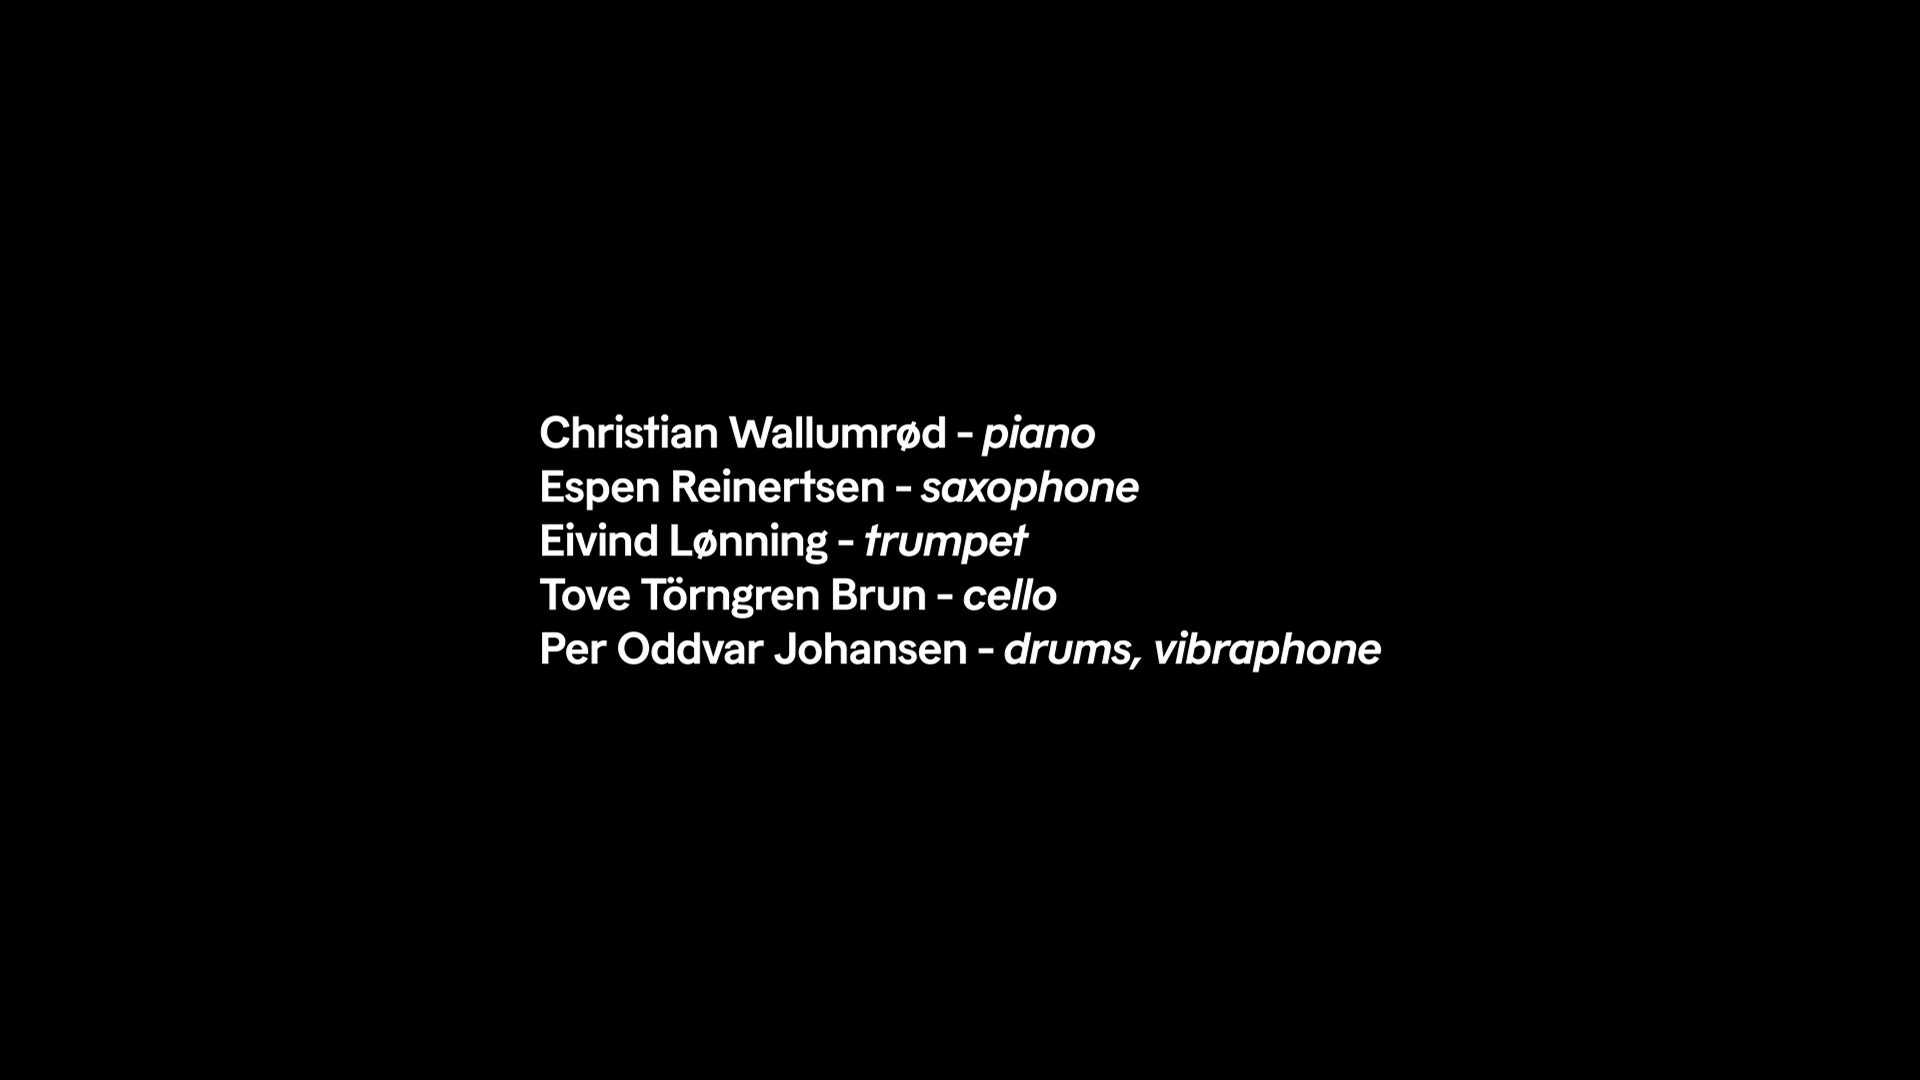 Christian Wallumrød - piano
Espen Reinertsen - saxophone
Eivind Lønning - trumpet
Tove Törngren Brun - cello
Per Oddvar Johansen - drums, vibraphone